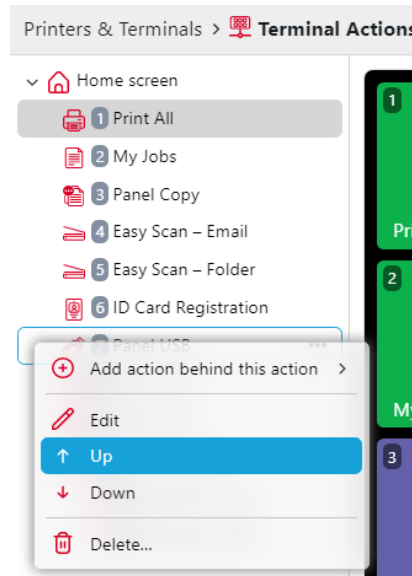 Printers & Terminals > Terminal Actions
Home screen
1 Print All
2 My Jobs
3 Panel Copy
4 Easy Scan – Email
5 Easy Scan – Folder
6 ID Card Registration
7 Panel USB
Add action behind this action
Edit
Up
Down
Delete...
1
Pri
2
My
3